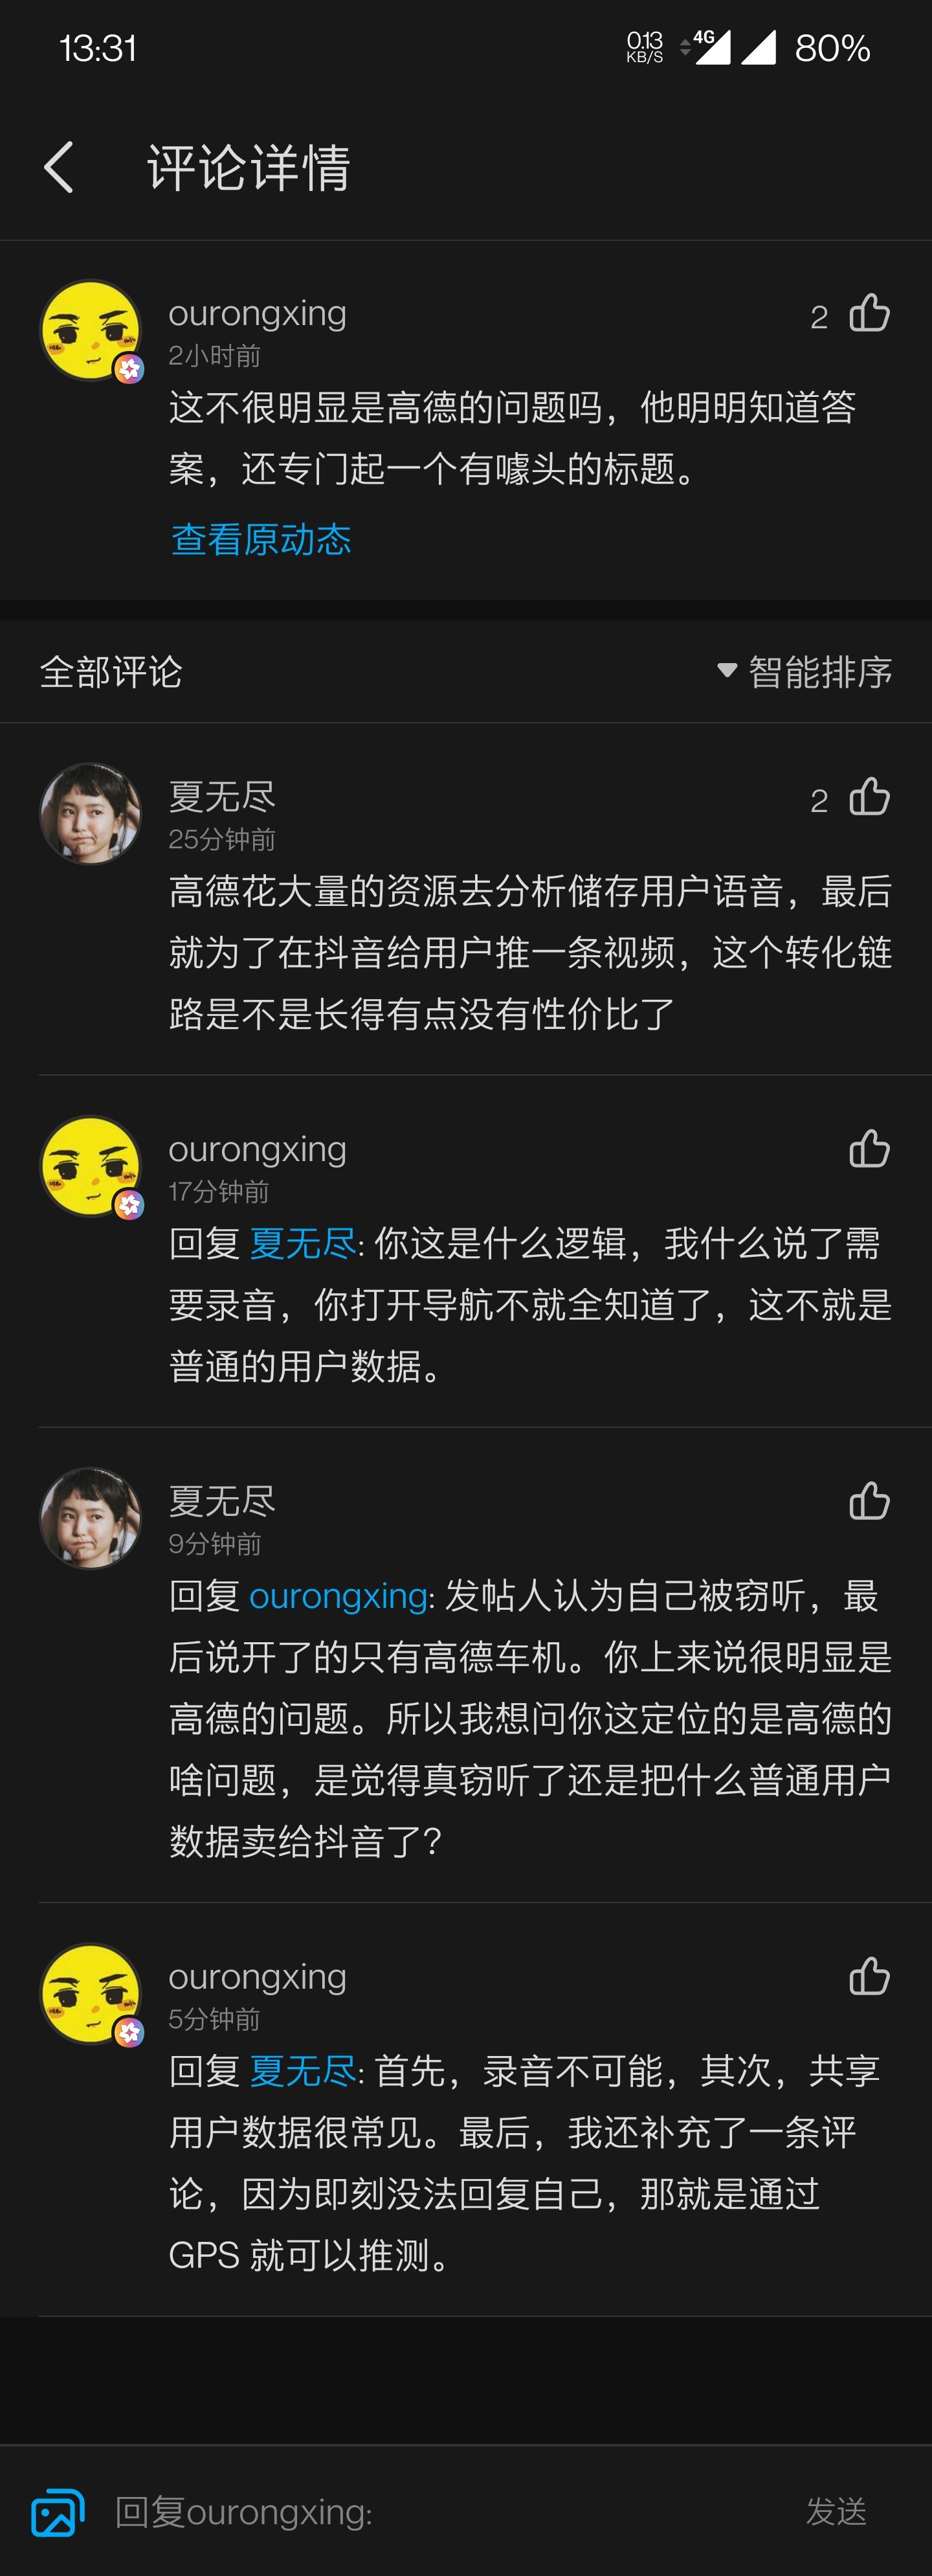 13:31
0.13
KB/S
4G
80%
评论详情
ourongxing
2
2小时前
这不很明显是高德的问题吗，他明明知道答
案，还专门起一个有噱头的标题。
查看原动态
全部评论
智能排序
夏无尽
2
25分钟前
高德花大量的资源去分析储存用户语音，最后
就为了在抖音给用户推一条视频，这个转化链
路是不是长得有点没有性价比了
ourongxing
17分钟前
回复 夏无尽: 你这是什么逻辑，我什么说了需
要录音，你打开导航不就全知道了，这不就是
普通的用户数据。
夏无尽
9分钟前
回复 ourongxing: 发帖人认为自己被窃听，最
后说开了的只有高德车机。你上来说很明显是
高德的问题。所以我想问你这定位的是高德的
啥问题，是觉得真窃听了还是把什么普通用户
数据卖给抖音了？
ourongxing
5分钟前
回复 夏无尽: 首先，录音不可能，其次，共享
用户数据很常见。最后，我还补充了一条评
论，因为即刻没法回复自己，那就是通过
GPS 就可以推测。
回复ourongxing:
发送